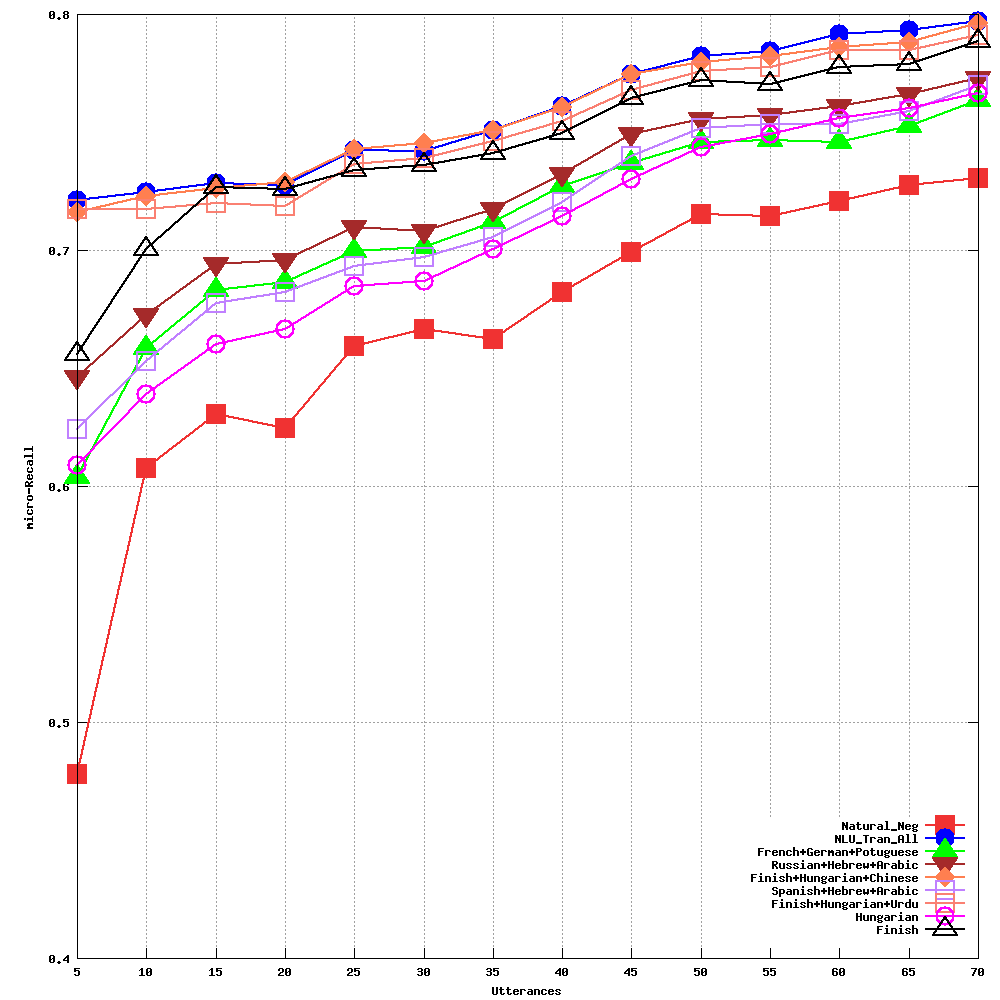 0.8
0.7
0.6
0.5
0.4
micro-Recall
5 10 15 20 25 30 35 40 45 50 55 60 65 70
Utterances
Natural_Neg
NLU_Tran_All
French+German+Potuguese
Russian+Hebrew+Arabic
Finish+Hungarian+Chinese
Spanish+Hebrew+Arabic
Finish+Hungarian+Urdu
Hungarian
Finish